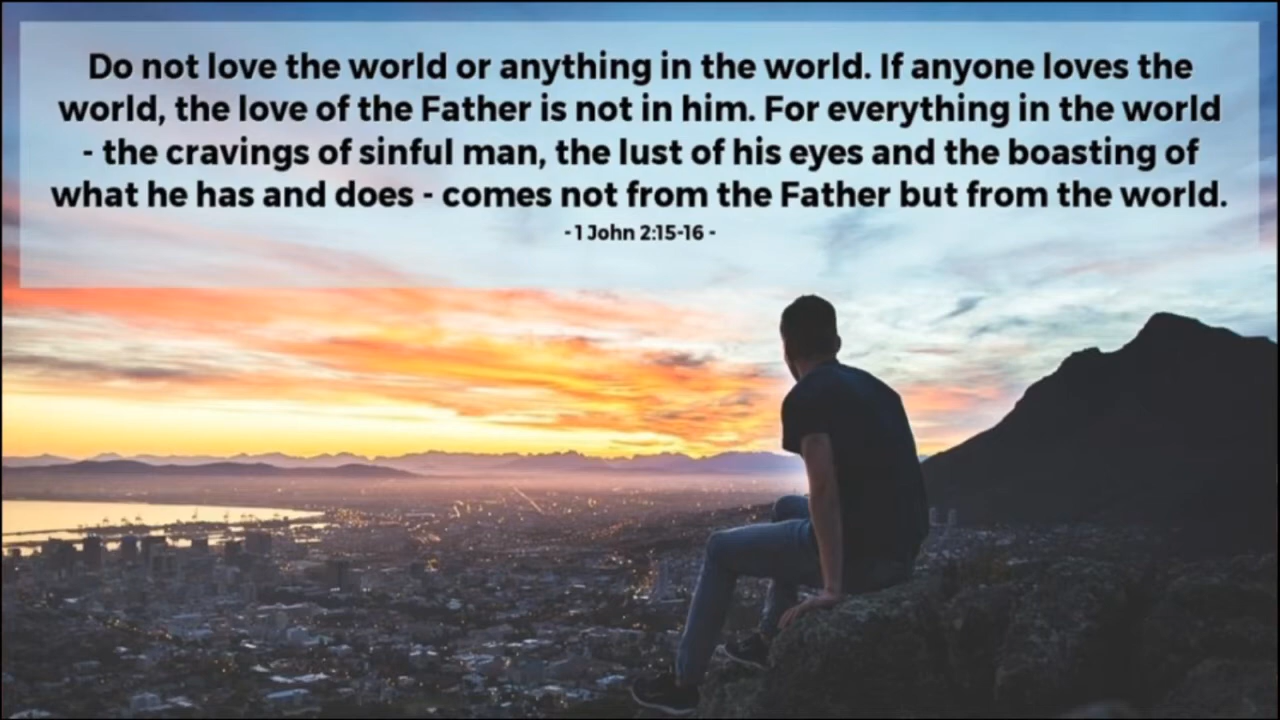 Do not love the world or anything in the world. If anyone loves the
world, the love of the Father is not in him. For everything in the world
- the cravings of sinful man, the lust of his eyes and the boasting of
what he has and does - comes not from the Father but from the world.
- 1 John 2:15-16 -